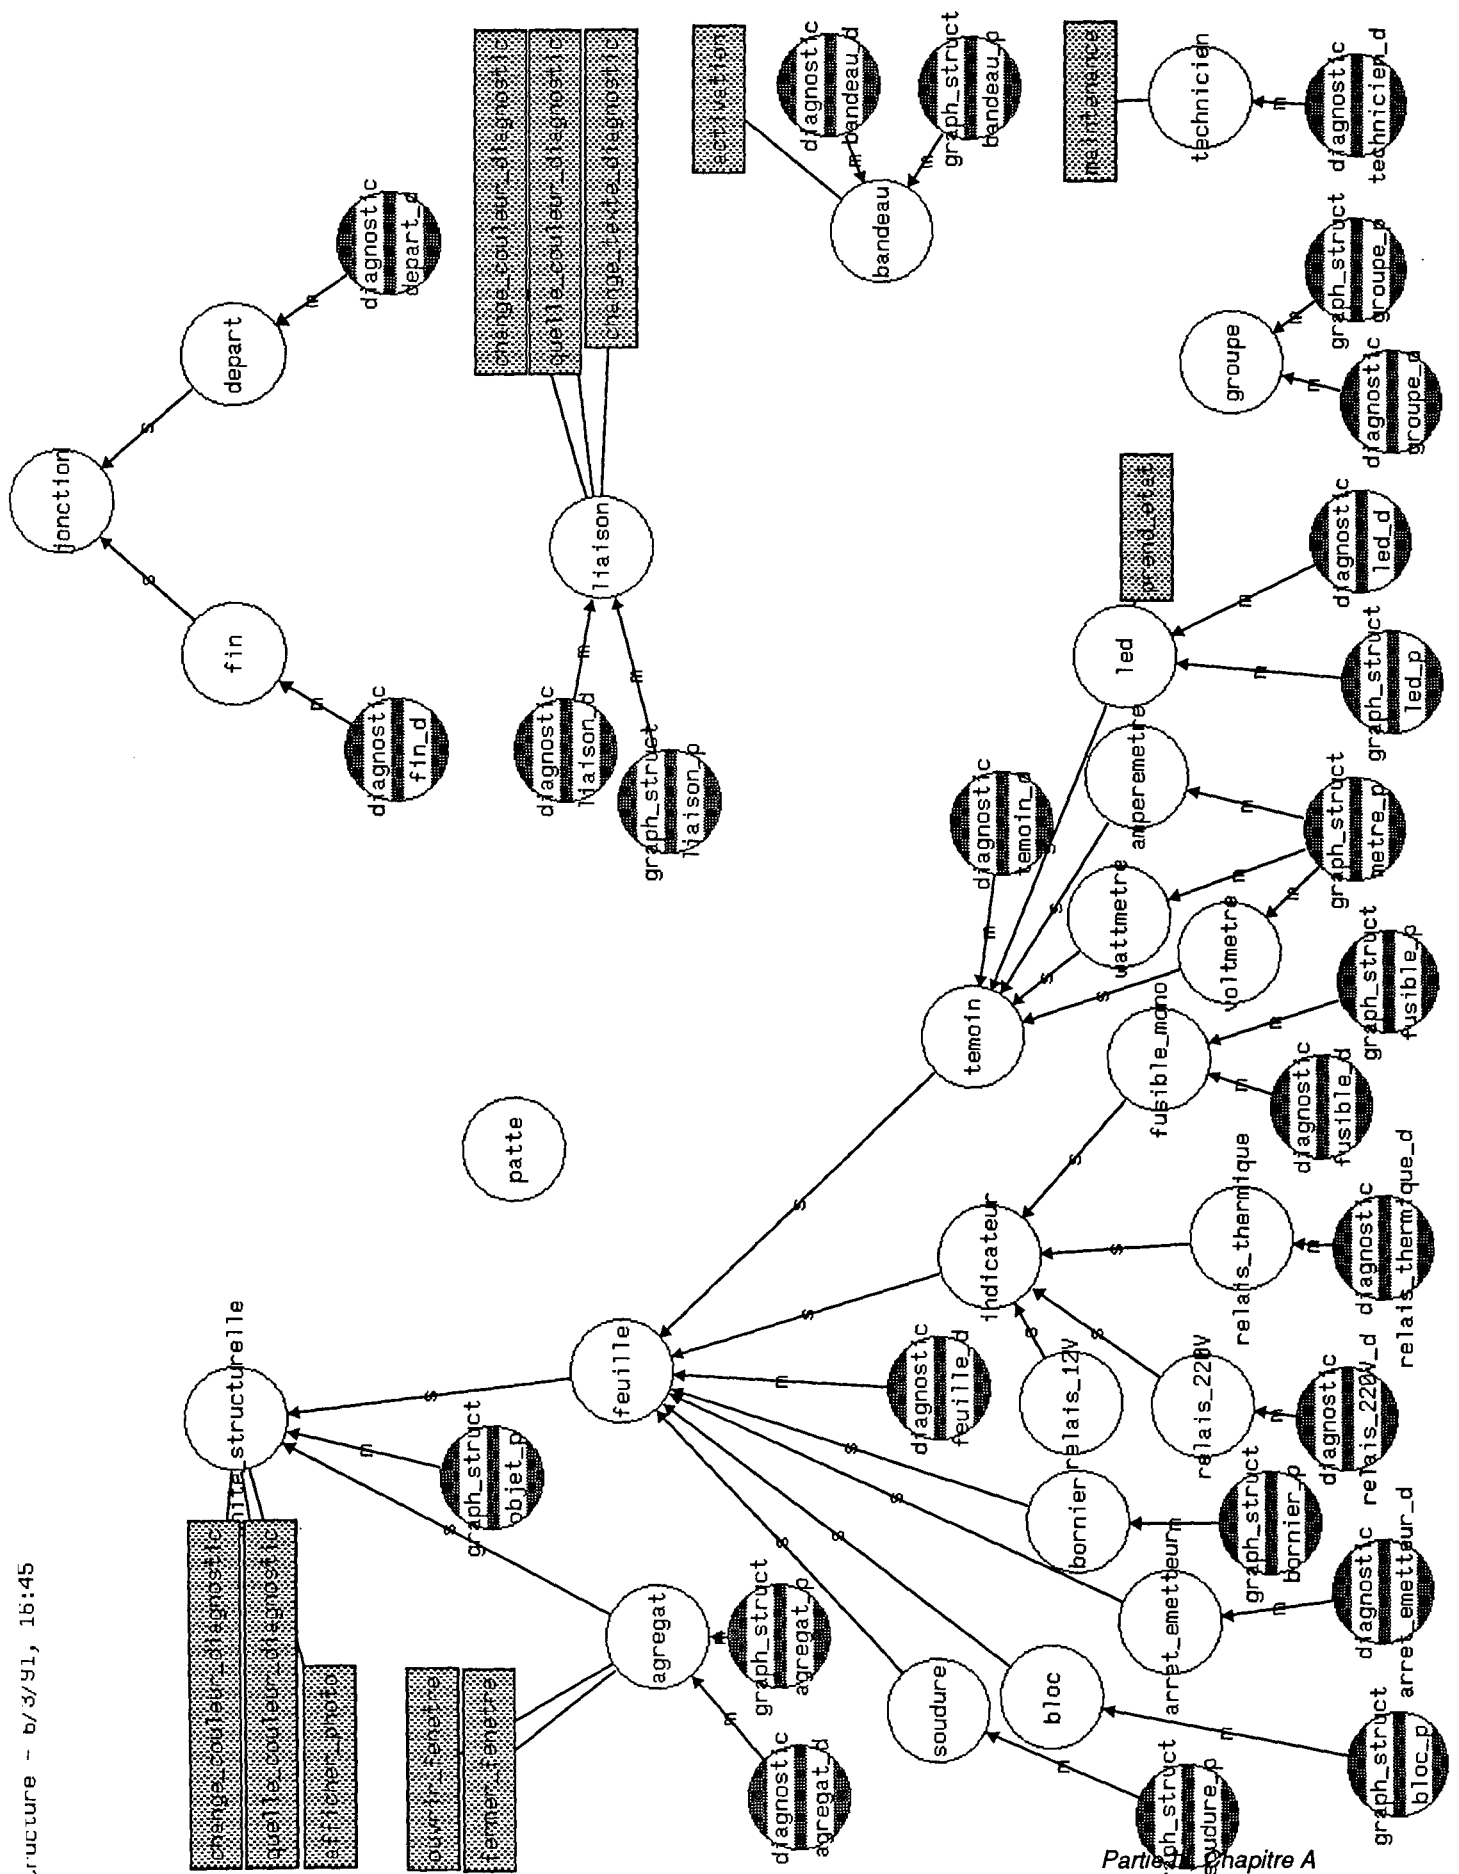 ructure - 6/3/91, 16:45
change_couleur_diagnostic
quelle_couleur_diagnostic
afficher_photo
unite_structurelle
graph_struct
objet_p
ouvrir_fenetre
fermer_fenetre
agregat
graph_struct
agregat_p
diagnostic
agregat_d
patte
feuille
diagnostic
feuille_d
soudure
graph_struct
soudure_p
bloc
graph_struct
bloc_p
arret_emetteur
diagnostic
arret_emetteur_d
bornier
graph_struct
bornier_p
indicateur
relais_12V
relais_220V
diagnostic
relais_220V_d
relais_thermique
diagnostic
relais_thermique_d
fusible_mono
diagnostic
fusible_d
graph_struct
fusible_p
temoin
diagnostic
temoin_d
voltmetre
wattmetre
amperemetre
graph_struct
metre_p
led
prend_etat
graph_struct
led_p
diagnostic
led_d
jonction
fin
diagnostic
fin_d
depart
diagnostic
depart_d
change_couleur_diagnostic
quelle_couleur_diagnostic
change_texte_diagnostic
liaison
diagnostic
liaison_d
graph_struct
liaison_p
activation
bandeau
diagnostic
bandeau_d
graph_struct
bandeau_p
groupe
diagnostic
groupe_d
graph_struct
groupe_p
maintenence
technicien
diagnostic
technicien_d
s
s
m
m
m
m
m
m
m
m
s
m
s
m
m
s
s
s
m
s
s
s
s
m
m
s
s
s
m
s
m
m
s
m
m
m
s
s
s
s
m
m
m
m
m
m
m
m
Chapitre A